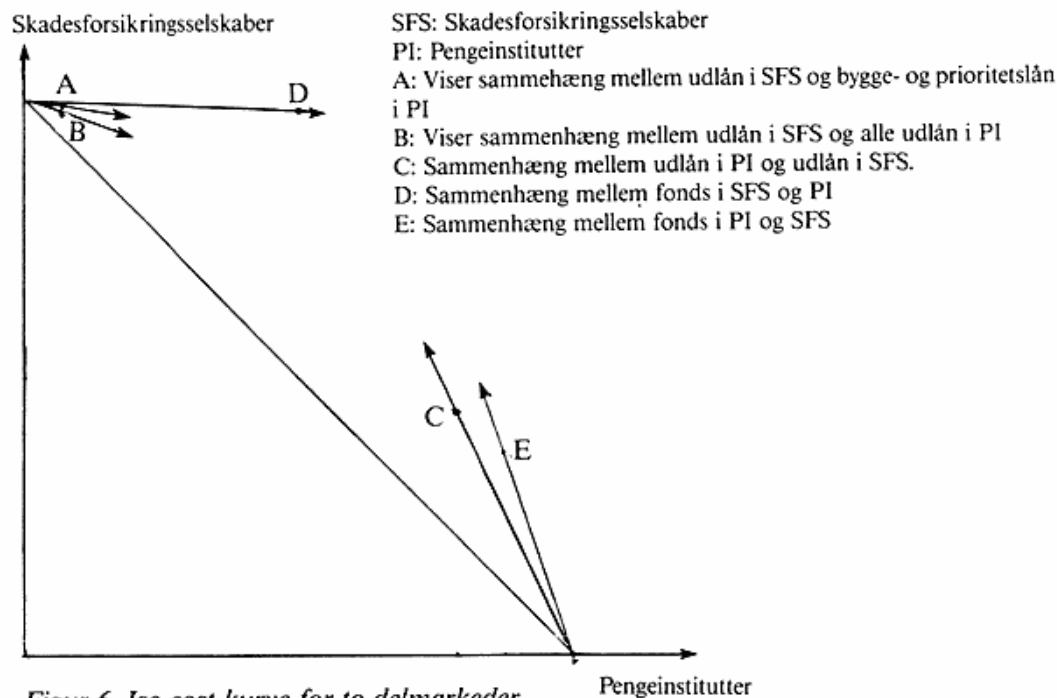 Skadesforsikringsselskaber
SFS: Skadesforsikringsselskaber
PI: Pengeinstitutter
A: Viser sammehæng mellem udlån i SFS og bygge- og prioritetslån
i PI
B: Viser sammenhæng mellem udlån i SFS og alle udlån i PI
C: Sammenhæng mellem udlån i PI og udlån i SFS.
D: Sammenhæng mellem fonds i SFS og PI
E: Sammenhæng mellem fonds i PI og SFS
A
D
B
C
E
Pengeinstitutter
Figur 6. Iso-cost kurve for to delmarkeder